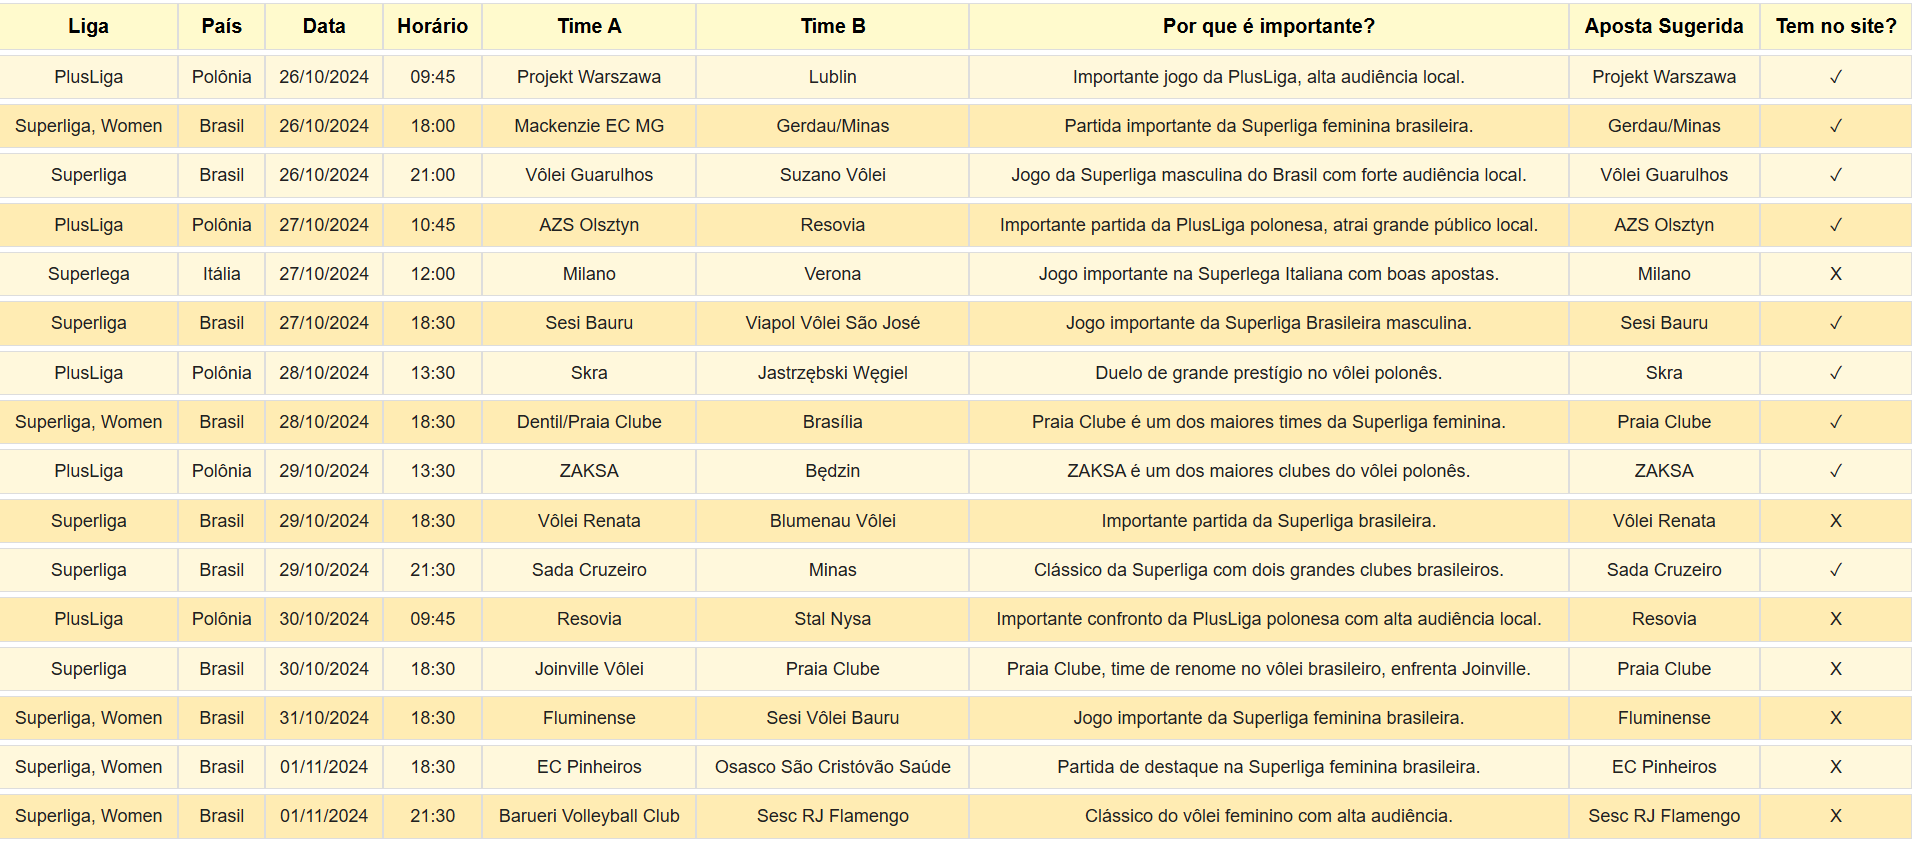 Liga País Data Horário Time A Time B Por que é importante? Aposta Sugerida Tem no site?
PlusLiga Polônia 26/10/2024 09:45 Projekt Warszawa Lublin Importante jogo da PlusLiga, alta audiência local. Projekt Warszawa ✓
Superliga, Women Brasil 26/10/2024 18:00 Mackenzie EC MG Gerdau/Minas Partida importante da Superliga feminina brasileira. Gerdau/Minas ✓
Superliga Brasil 26/10/2024 21:00 Vôlei Guarulhos Suzano Vôlei Jogo da Superliga masculina do Brasil com forte audiência local. Vôlei Guarulhos ✓
PlusLiga Polônia 27/10/2024 10:45 AZS Olsztyn Resovia Importante partida da PlusLiga polonesa, atrai grande público local. AZS Olsztyn ✓
Superlega Itália 27/10/2024 12:00 Milano Verona Jogo importante na Superlega Italiana com boas apostas. Milano X
Superliga Brasil 27/10/2024 18:30 Sesi Bauru Viapol Vôlei São José Jogo importante da Superliga Brasileira masculina. Sesi Bauru ✓
PlusLiga Polônia 28/10/2024 13:30 Skra Jastrzębski Węgiel Duelo de grande prestígio no vôlei polonês. Skra ✓
Superliga, Women Brasil 28/10/2024 18:30 Dentil/Praia Clube Brasília Praia Clube é um dos maiores times da Superliga feminina. Praia Clube ✓
PlusLiga Polônia 29/10/2024 13:30 ZAKSA Będzin ZAKSA é um dos maiores clubes do vôlei polonês. ZAKSA ✓
Superliga Brasil 29/10/2024 18:30 Vôlei Renata Blumenau Vôlei Importante partida da Superliga brasileira. Vôlei Renata X
Superliga Brasil 29/10/2024 21:30 Sada Cruzeiro Minas Clássico da Superliga com dois grandes clubes brasileiros. Sada Cruzeiro ✓
PlusLiga Polônia 30/10/2024 09:45 Resovia Stal Nysa Importante confronto da PlusLiga polonesa com alta audiência local. Resovia X
Superliga Brasil 30/10/2024 18:30 Joinville Vôlei Praia Clube Praia Clube, time de renome no vôlei brasileiro, enfrenta Joinville. Praia Clube X
Superliga, Women Brasil 31/10/2024 18:30 Fluminense Sesi Vôlei Bauru Jogo importante da Superliga feminina brasileira. Fluminense X
Superliga, Women Brasil 01/11/2024 18:30 EC Pinheiros Osasco São Cristóvão Saúde Partida de destaque na Superliga feminina brasileira. EC Pinheiros X
Superliga, Women Brasil 01/11/2024 21:30 Barueri Volleyball Club Sesc RJ Flamengo Clássico do vôlei feminino com alta audiência. Sesc RJ Flamengo X